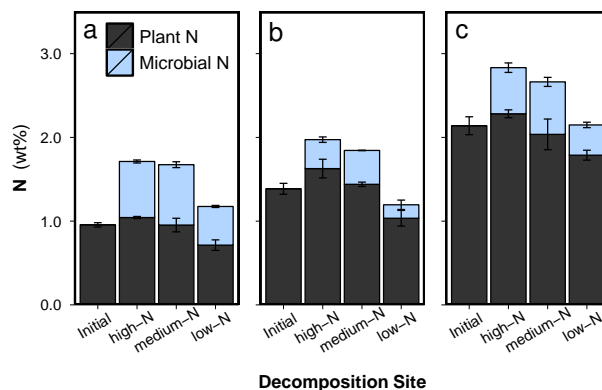 a
b
c
Plant N
Microbial N
N (wt%)
3.0
2.0
1.0
0.0
Initial
high–N
medium–N
low–N
Initial
high–N
medium–N
low–N
Initial
high–N
medium–N
low–N
Decomposition Site